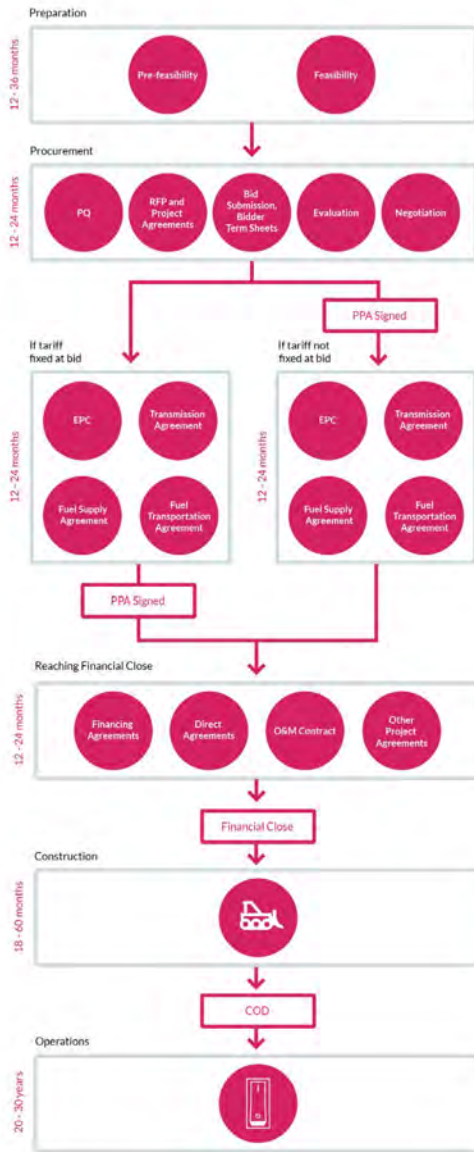 Preparation
12 - 36 months
Pre-feasibility
Feasibility
Procurement
12 - 24 months
PQ
RFP and
Project
Agreements
Bid
Submission,
Bidder
Term Sheets
Evaluation
Negotiation
PPA Signed
If tariff
fixed at bid
If tariff not
fixed at bid
12 - 24 months
EPC
Transmission
Agreement
Fuel Supply
Agreement
Fuel
Transportation
Agreement
12 - 24 months
EPC
Transmission
Agreement
Fuel Supply
Agreement
Fuel
Transportation
Agreement
PPA Signed
Reaching Financial Close
12 - 24 months
Financing
Agreements
Direct
Agreements
O&M Contract
Other
Project
Agreements
Financial Close
Construction
18 - 60 months
COD
Operations
20 - 30 years